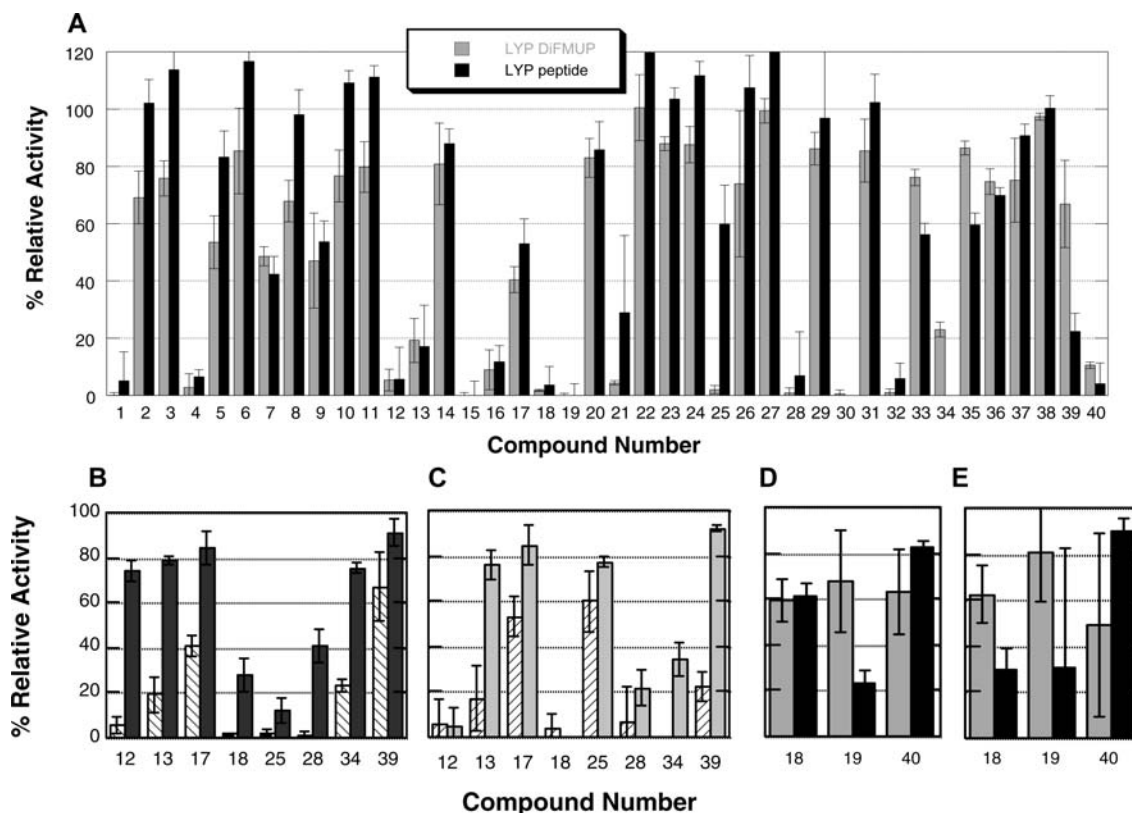 A
LYP DiFMUP
LYP peptide
% Relative Activity
120
100
80
60
40
20
0
1 2 3 4 5 6 7 8 9 10 11 12 13 14 15 16 17 18 19 20 21 22 23 24 25 26 27 28 29 30 31 32 33 34 35 36 37 38 39 40
Compound Number
B C D E
% Relative Activity
100
80
60
40
20
0
12 13 17 18 25 28 34 39
12 13 17 18 25 28 34 39
18 19 40
18 19 40
Compound Number